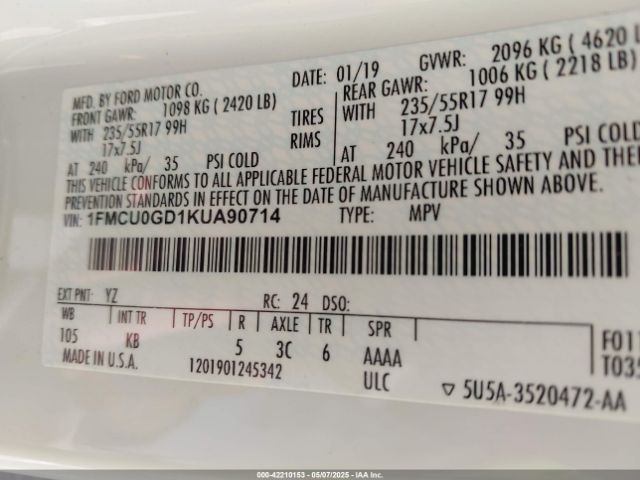 MFD. BY FORD MOTOR CO.
DATE: 01/19
GVWR: 2096 KG ( 4620 L
FRONT GAWR: 1098 KG ( 2420 LB)
REAR GAWR: 1006 KG ( 2218 LB)
WITH 235/55R17 99H
TIRES
WITH 235/55R17 99H
17x7.5J
RIMS
17x7.5J
AT 240 kPa/ 35 PSI COLD
AT 240 kPa/ 35 PSI COLD
THIS VEHICLE CONFORMS TO ALL APPLICABLE FEDERAL MOTOR VEHICLE SAFETY AND THE
PREVENTION STANDARDS IN EFFECT ON THE DATE OF MANUFACTURE SHOWN ABOVE.
VIN: 1FMCU0GD1KUA90714
TYPE: MPV
EXT PNT: YZ
RC: 24 DSO:
WB INT TR TP/PS R AXLE TR SPR
105 KB 5 3C 6 AAAA
F011
MADE IN U.S.A. 1201901245342
ULC
T035
5U5A-3520472-AA
000-42210153 - 05/07/2025 - IAA Inc.